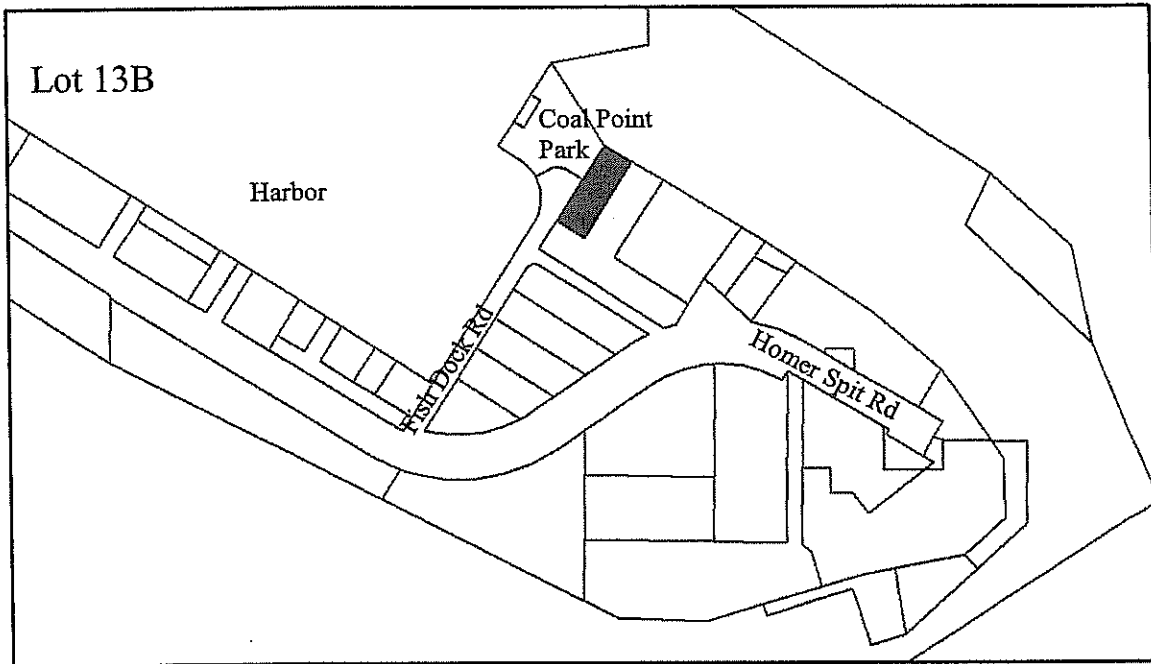 Lot 13B
Coal Point
Park
Harbor
Fish Dock Rd
Homer Spit Rd